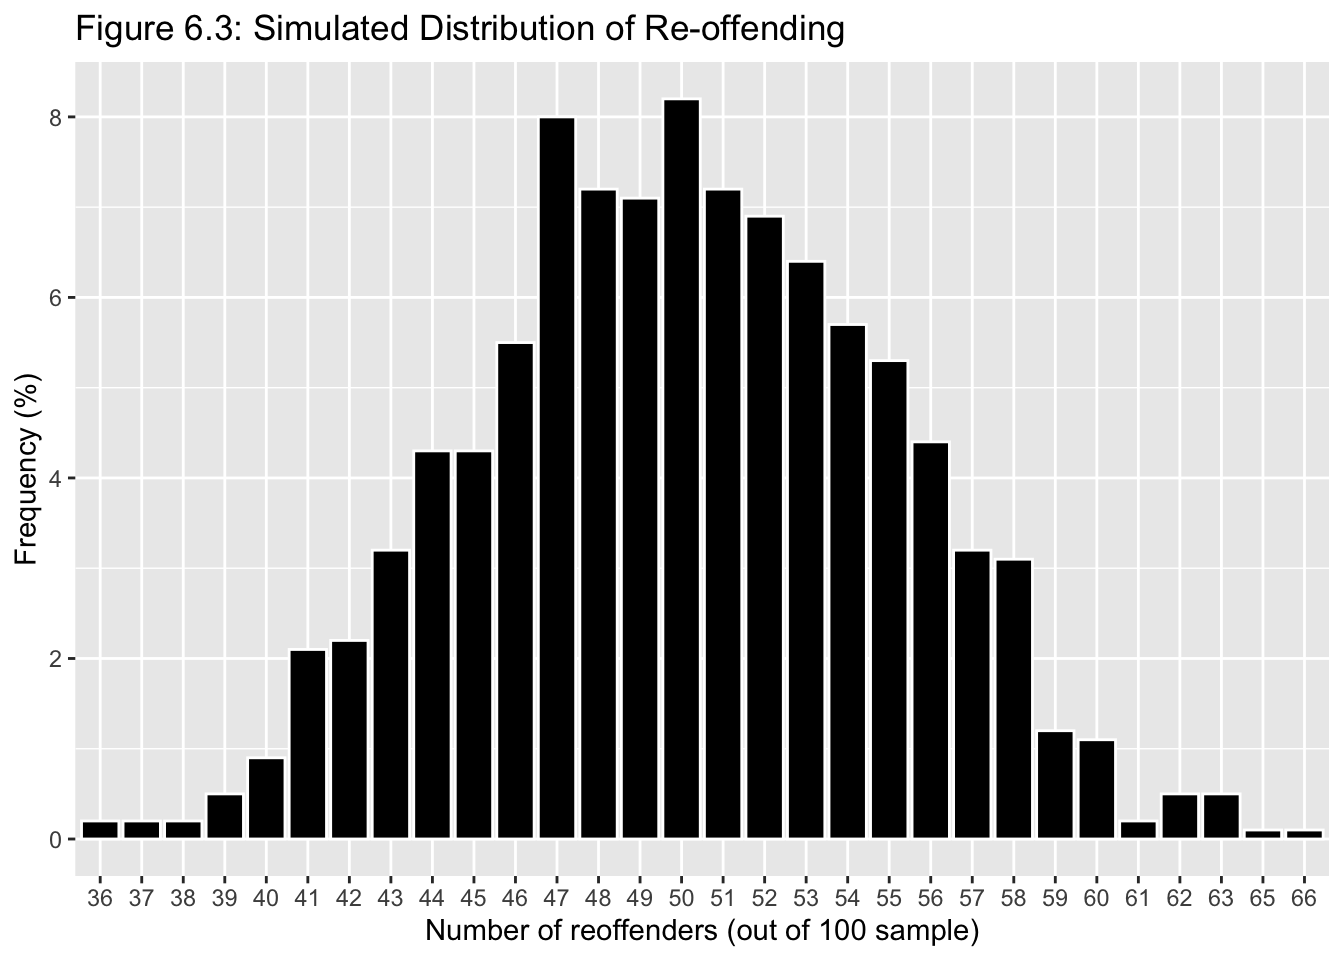 Figure 6.3: Simulated Distribution of Re-offending
8
6
4
2
0
Frequency (%)
36 37 38 39 40 41 42 43 44 45 46 47 48 49 50 51 52 53 54 55 56 57 58 59 60 61 62 63 65 66
Number of reoffenders (out of 100 sample)